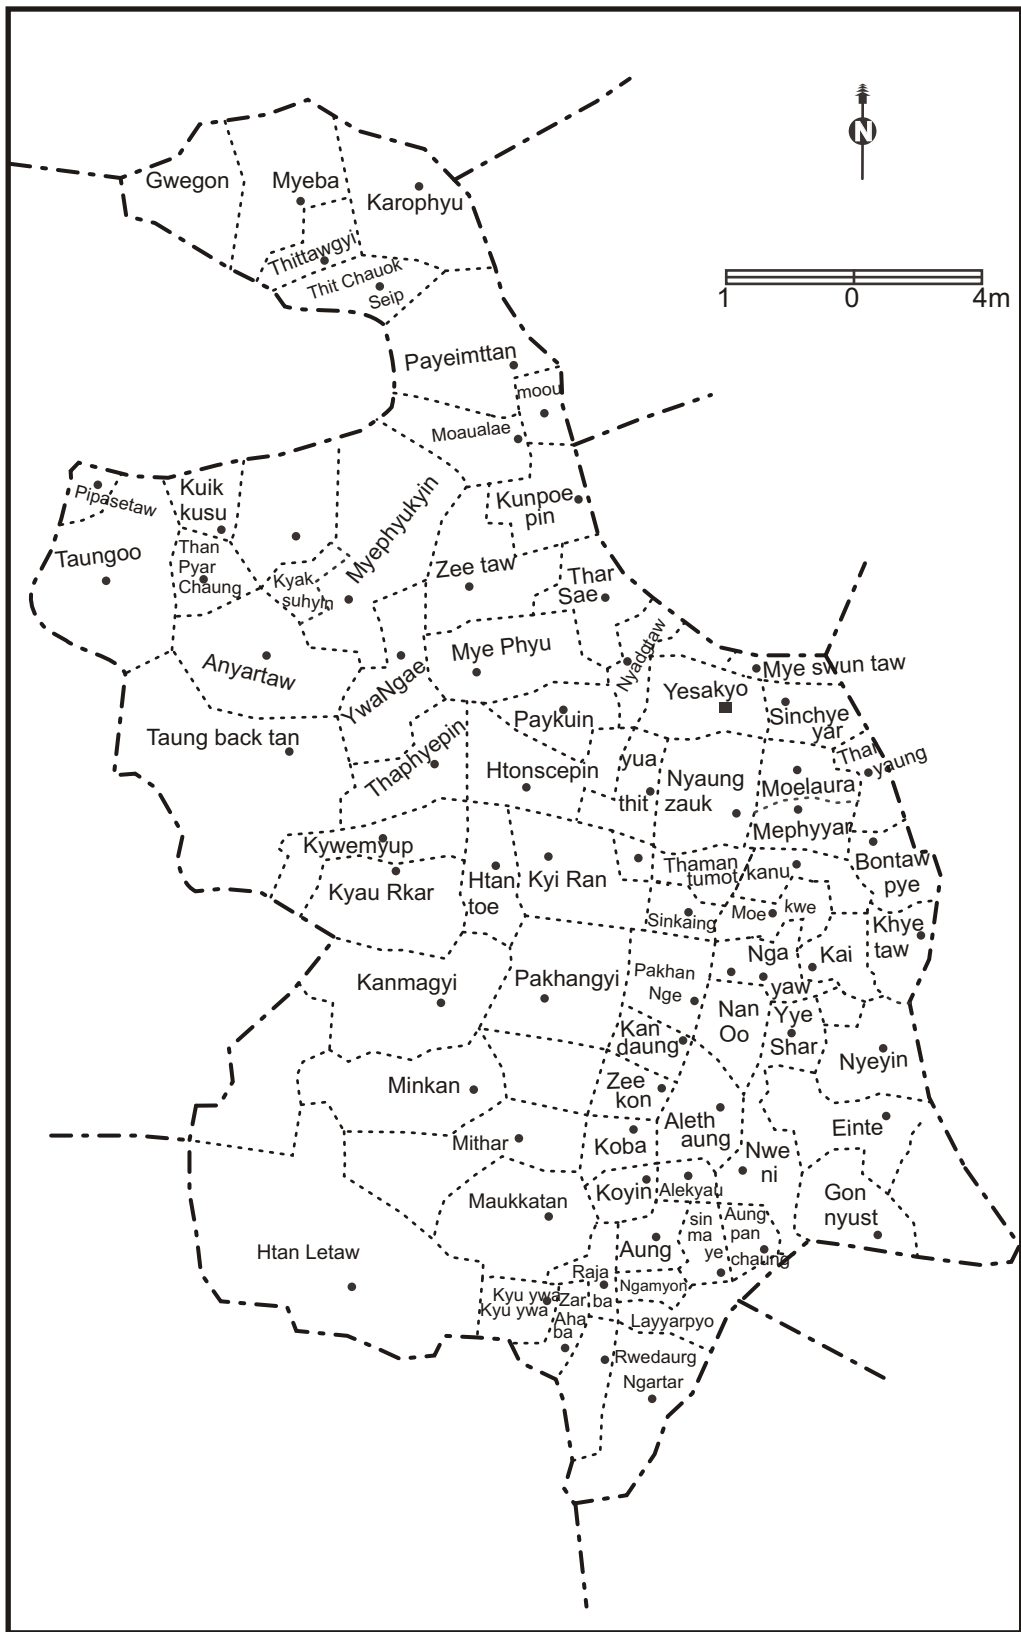 N
Gwegon
Myeba
Karophyu
Thittawgyi
Thit Chauok
Seip
1 0 4m
Payeimttan
moou
Moaualae
Pipasetaw
Kuik
kusu
Myephyukyin
Kunpoe
pin
Taungoo
Than
Pyar
Chaung
Kyak
suhyin
Zee taw
Thar
Sae
Anyartaw
YwaNgae
Mye Phyu
Nyadgtaw
Mye swun taw
Yesakyo
Sinchye
yar
Taung back tan
Thaphyepin
Paykuin
Htonscepin
yua
thit
Nyaung
zauk
Thar
yaung
Moelaura
Mephyyar
Kywemyup
Kyau Rkar
Htan
toe
Kyi Ran
Thaman
tumot
kanu
Bontaw
pye
Sinkaing
Moe kwe
Khye
taw
Kanmagyi
Pakhangyi
Pakhan
Nge
Nga
yaw
Kai
Nan
Oo
Yye
Shar
Kan
daung
Nyeyin
Minkan
Zee
kon
Aleth
aung
Einte
Mithar
Koba
Nwe
ni
Maukkatan
Koyin
Alekyau
Gon
nyust
sin
ma
ye
Aung
pan
chaung
Htan Letaw
Aung
Raja
ba
Ngamyon
Kyu ywa
Kyu ywa
Zar
Aha
ba
Layyarpyo
Rwedaurg
Ngartar